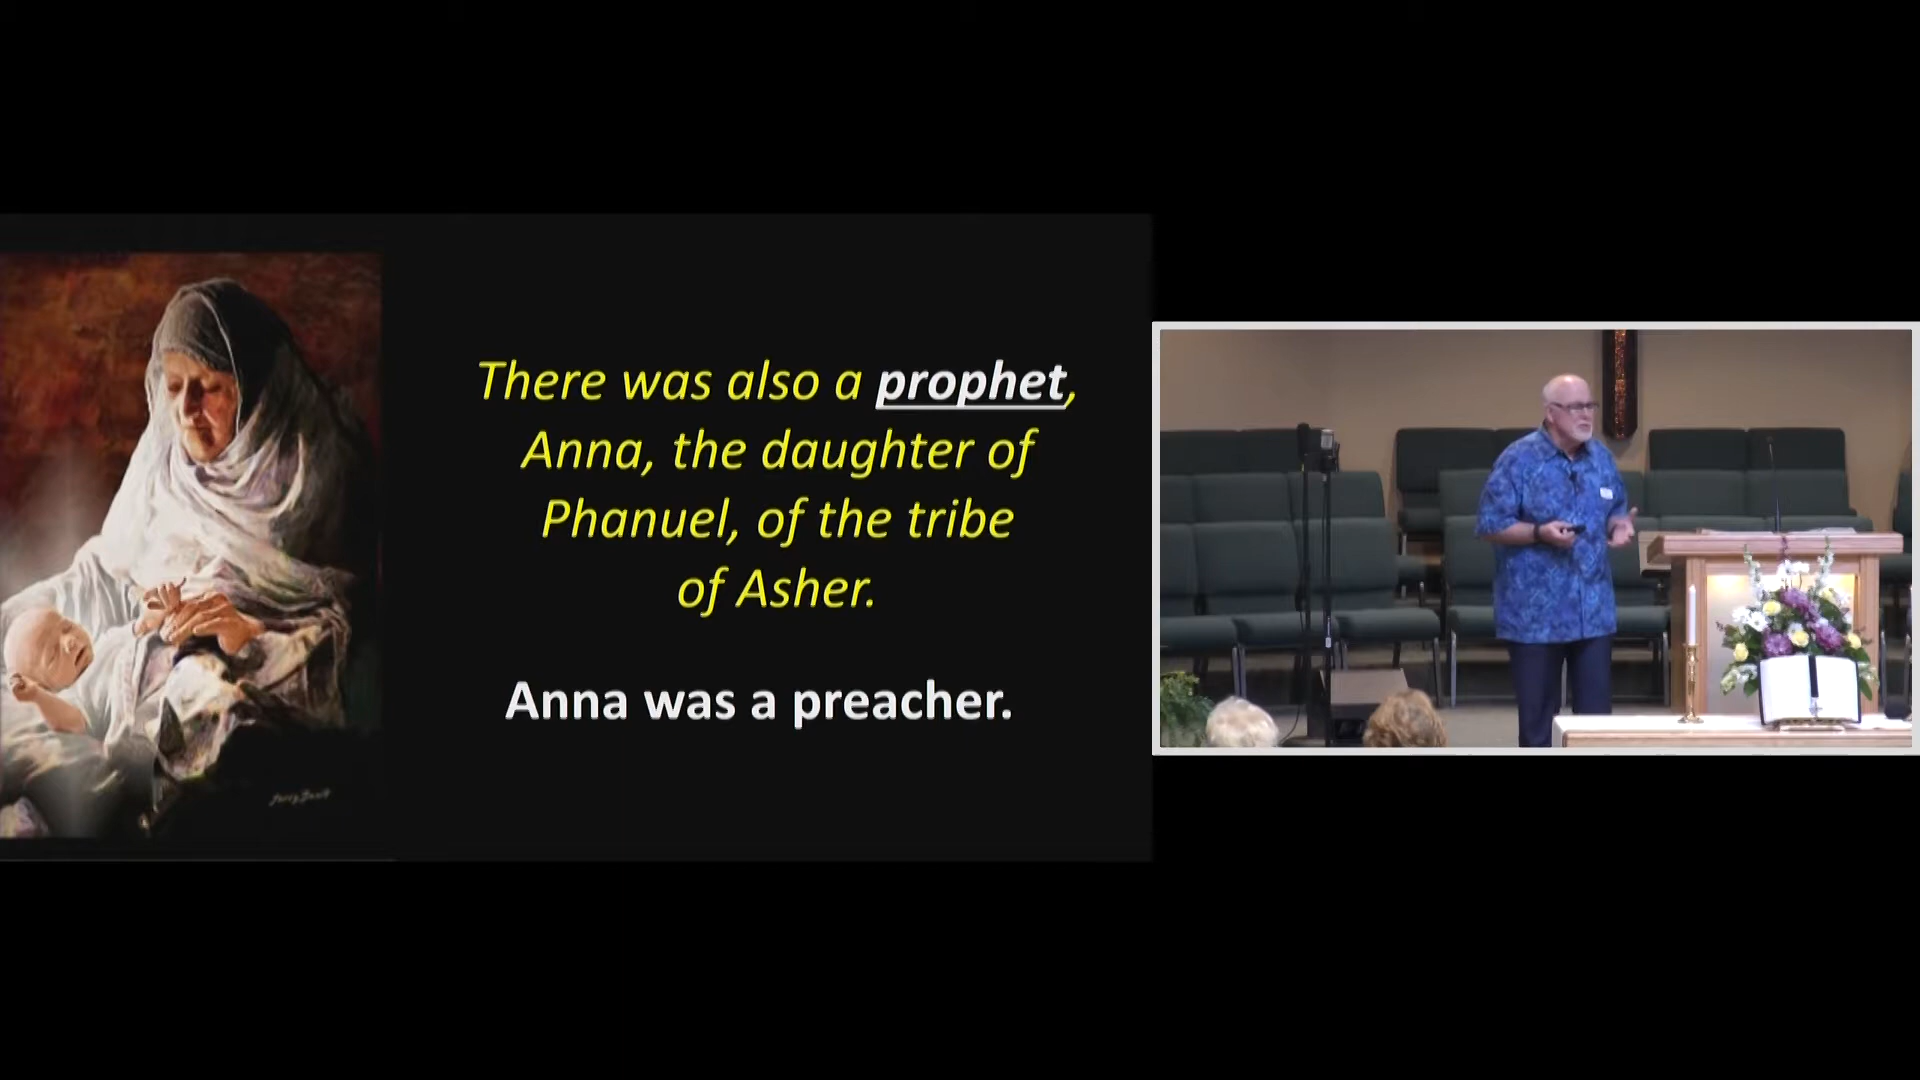 There was also a prophet,
Anna, the daughter of
Phanuel, of the tribe
of Asher.
Anna was a preacher.